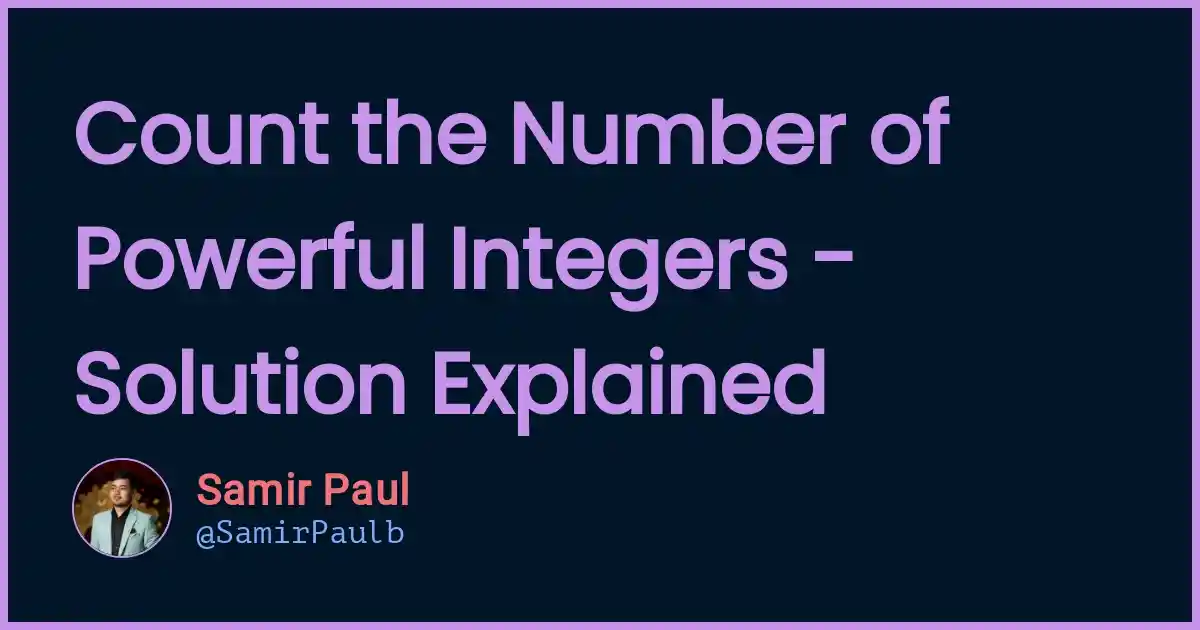 Count the Number of
Powerful Integers -
Solution Explained
Samir Paul
@SamirPaulb